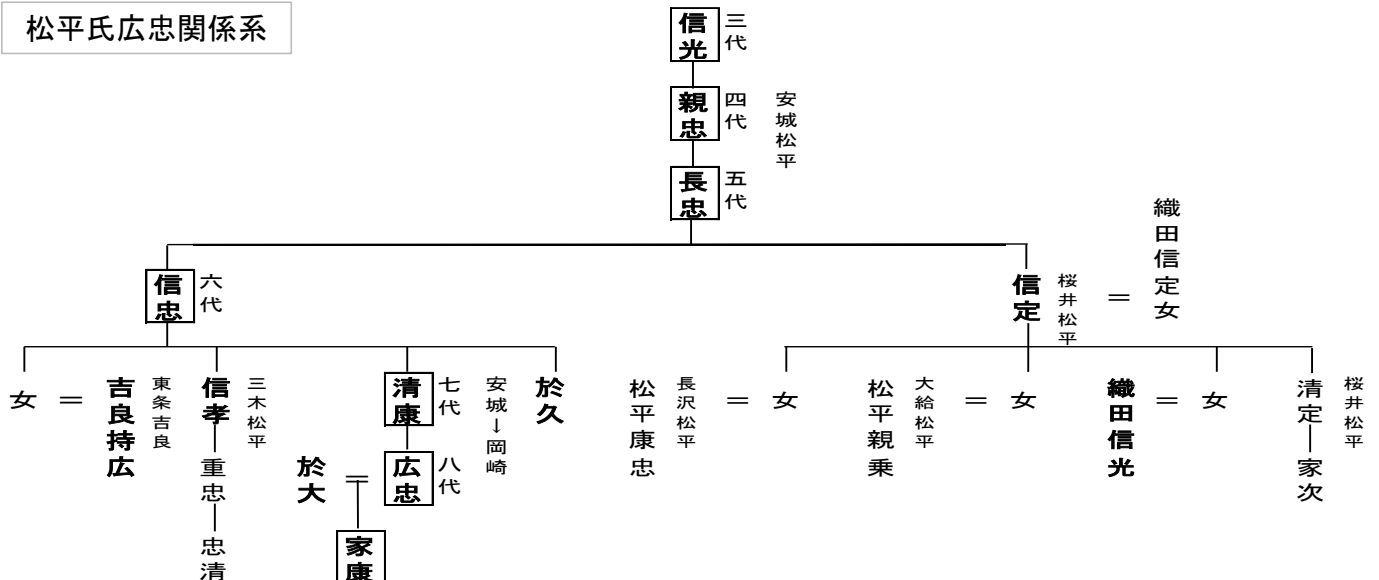 松平氏広忠関係系
信光
三代
親忠
四代
安城松平
長忠
五代
信忠
六代
信定
桜井松平
＝
織田信定女
女
＝
吉良持広
東条吉良
信孝
三木松平
重忠
忠清
清康
七代
安城→岡崎
於久
於大
＝
広忠
八代
家康
松平康忠
長沢松平
＝
女
松平親乗
大給松平
＝
女
織田信光
＝
女
清定
家次
桜井松平